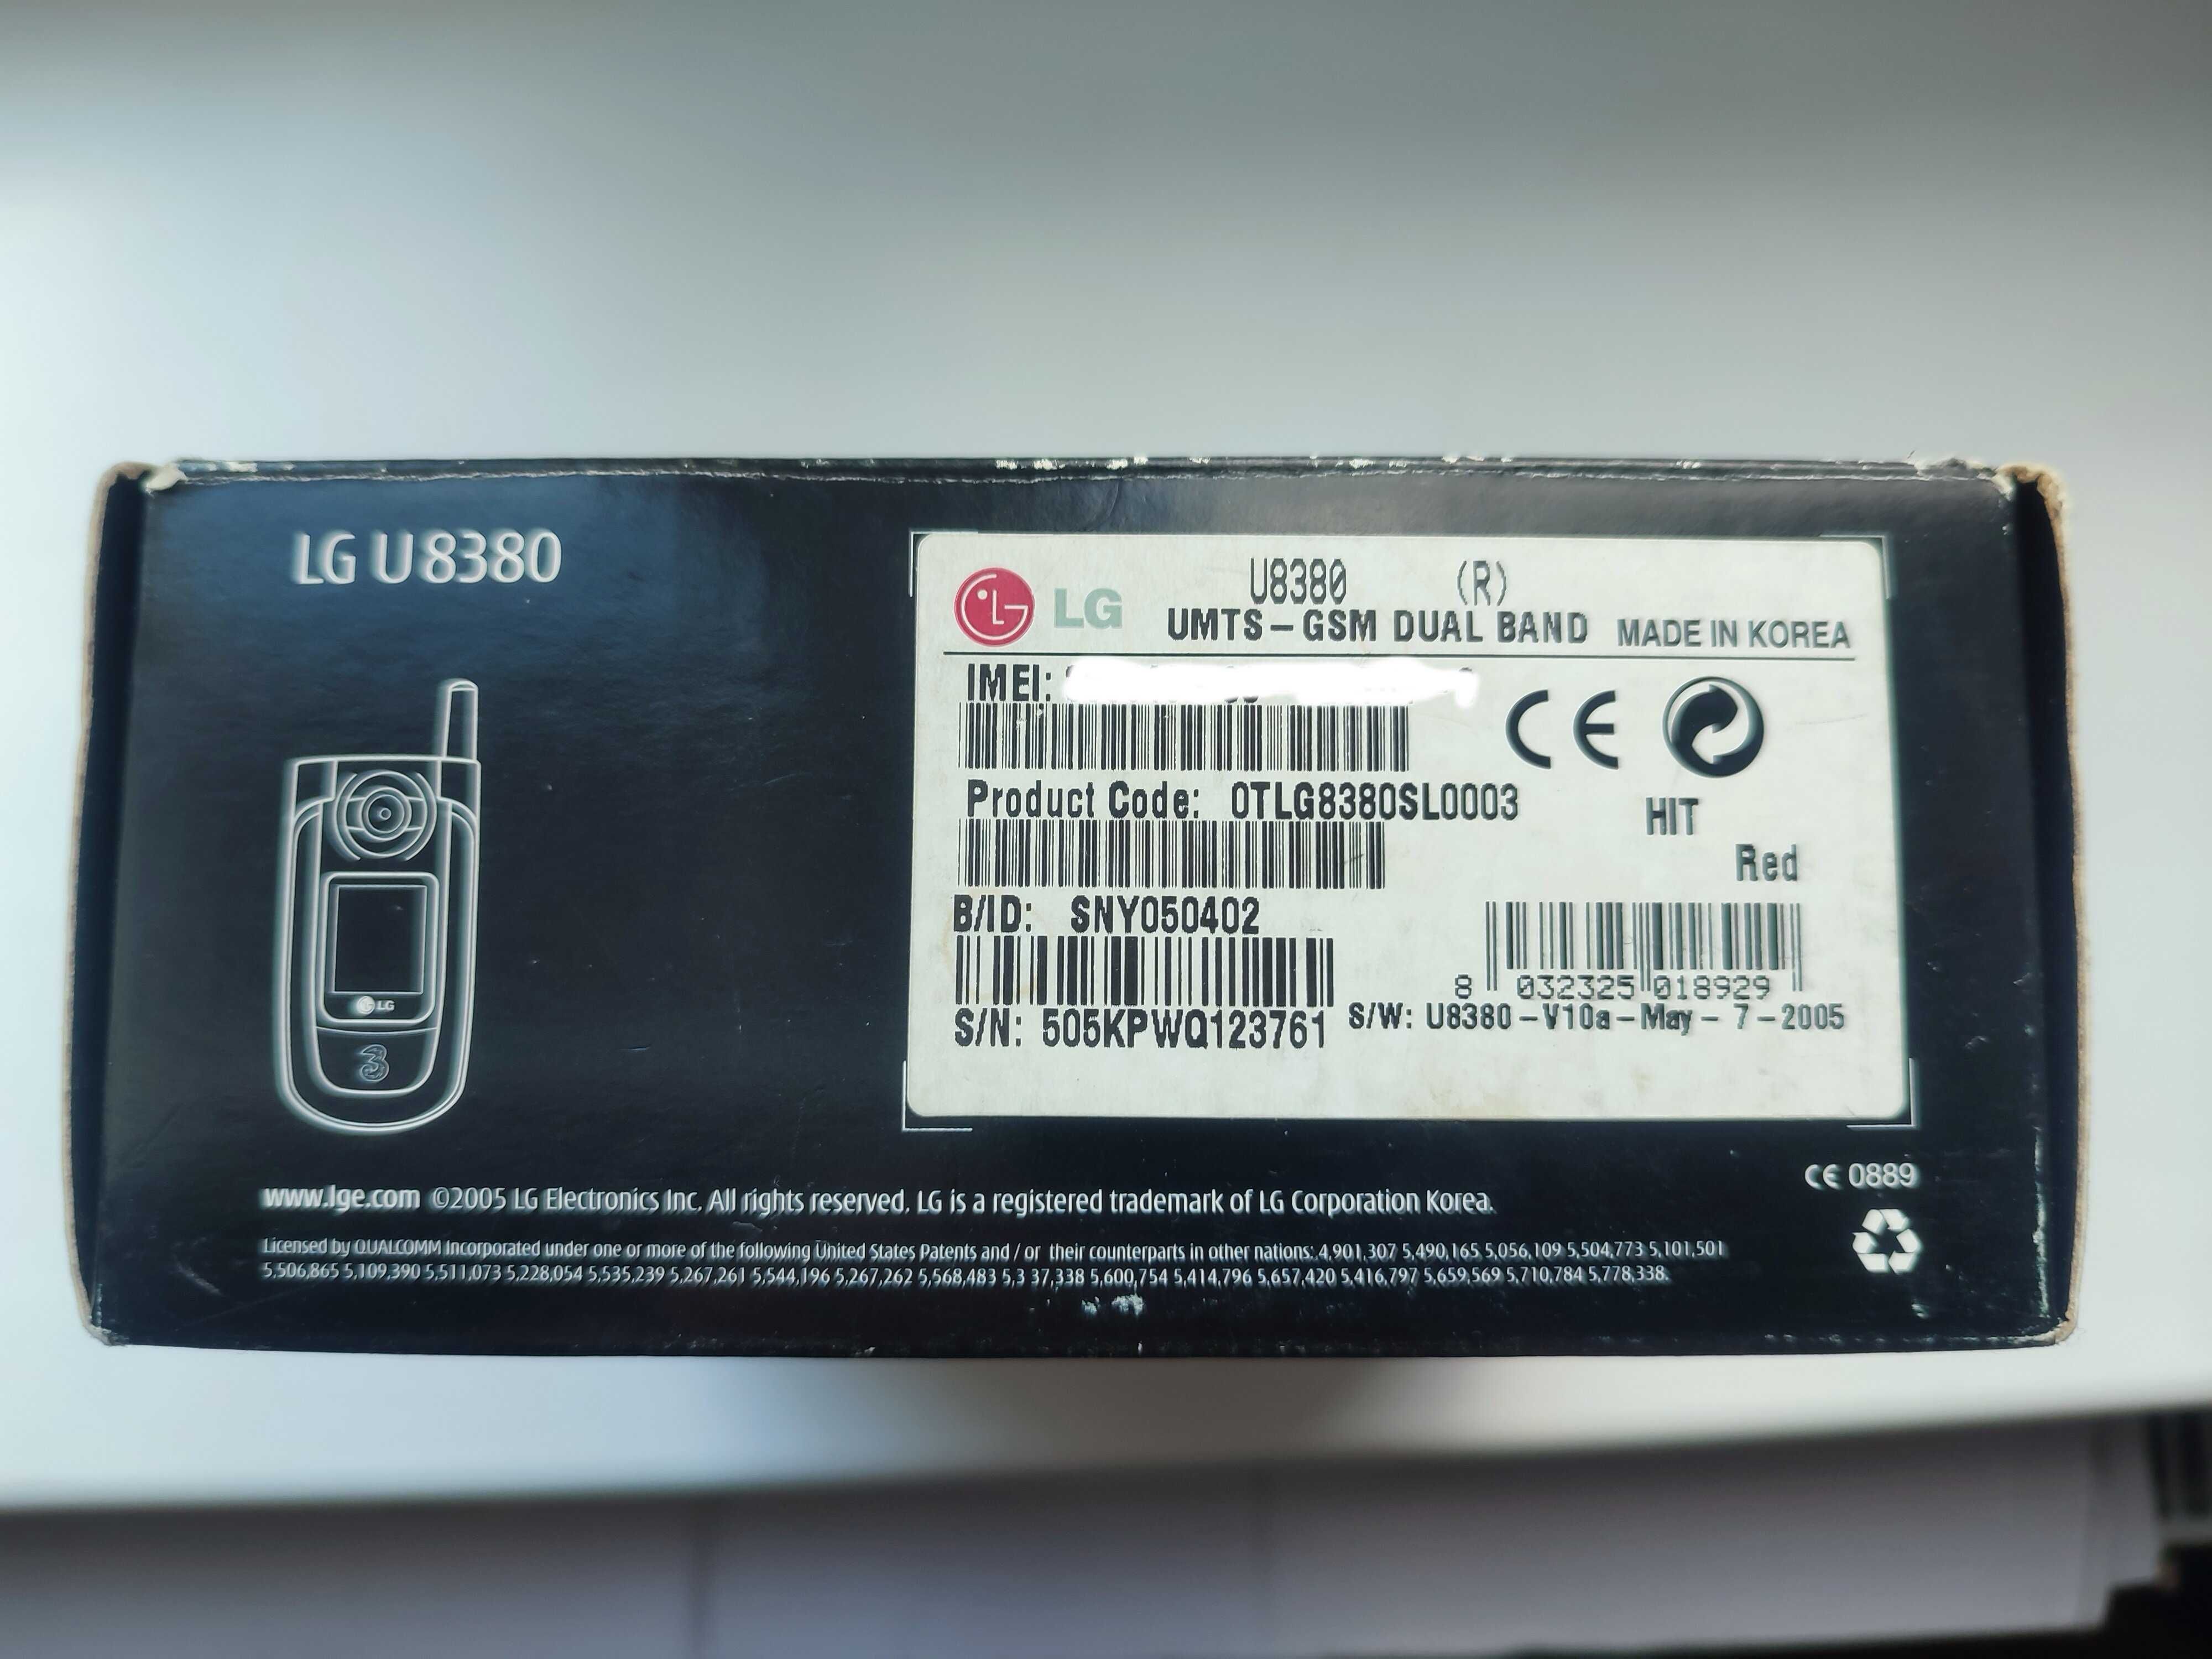 LG U8380
LG
3
LG
U8380 (R)
UMTS-GSM DUAL BAND MADE IN KOREA
IMEI:
CE
Product Code: OTLG8380SL0003
HIT
Red
B/ID: SNY050402
8 032325 018929
S/N: 505KPWQ123761
S/W: U8380-V10a-May- 7-2005
CE 0889
www.lge.com ©2005 LG Electronics Inc. All rights reserved. LG is a registered trademark of LG Corporation Korea.
Licensed by QUALCOMM Incorporated under one or more of the following United States Patents and / or their counterparts in other nations: 4,901,307 5,490,165 5,056,109 5,504,773 5,101,501
5,506,865 5,109,390 5,511,073 5,228,054 5,535,239 5,267,261 5,544,196 5,267,262 5,568,483 5,3 37,338 5,600,754 5,414,796 5,657,420 5,416,797 5,659,569 5,710,784 5,778,338.